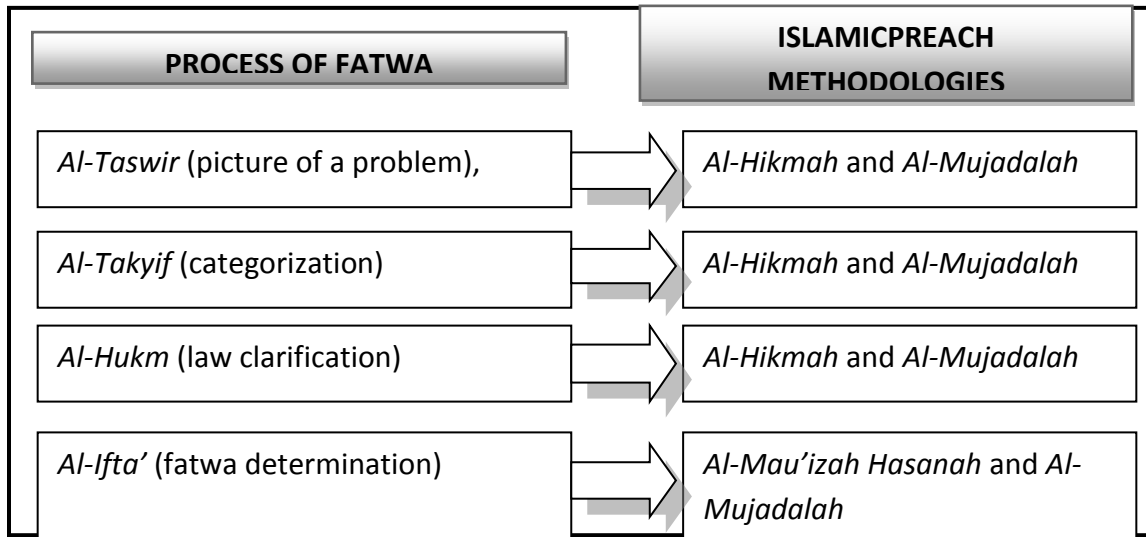 PROCESS OF FATWA
ISLAMICPREACH
METHODOLOGIES
Al-Taswir (picture of a problem),
Al-Hikmah and Al-Mujadalah
Al-Takyif (categorization)
Al-Hikmah and Al-Mujadalah
Al-Hukm (law clarification)
Al-Hikmah and Al-Mujadalah
Al-Ifta’ (fatwa determination)
Al-Mau’izah Hasanah and Al-
Mujadalah